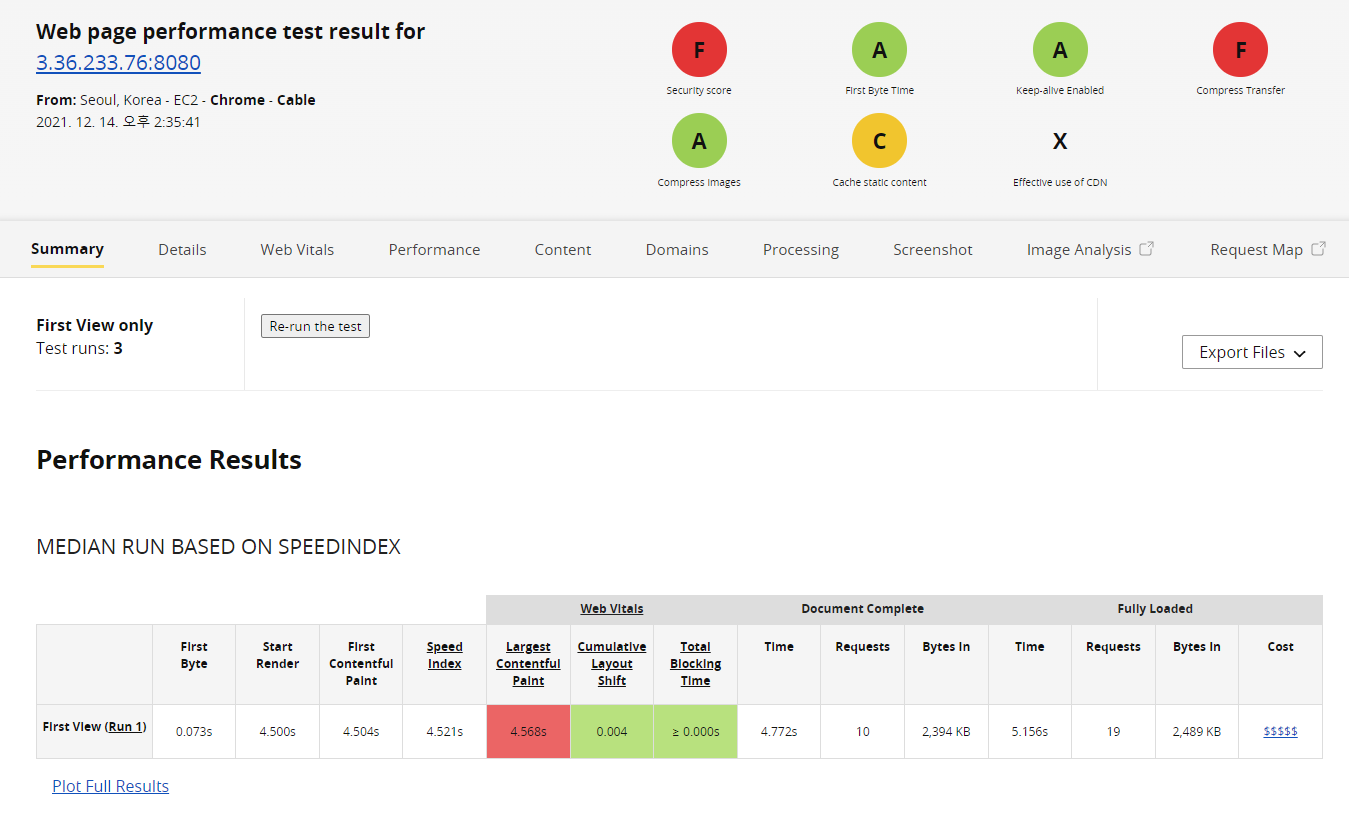 Web page performance test result for
3.36.233.76:8080
From: Seoul, Korea - EC2 - Chrome - Cable
2021. 12. 14. 오후 2:35:41
F
Security score
A
First Byte Time
A
Keep-alive Enabled
F
Compress Transfer
A
Compress Images
C
Cache static content
X
Effective use of CDN
Summary Details Web Vitals Performance Content Domains Processing Screenshot Image Analysis Request Map
First View only
Test runs: 3
Re-run the test
Export Files
Performance Results
MEDIAN RUN BASED ON SPEEDINDEX
Web Vitals Document Complete Fully Loaded
First Byte Start Render First Contentful Paint Speed Index Largest Contentful Paint Cumulative Layout Shift Total Blocking Time Time Requests Bytes In Time Requests Bytes In Cost
First View (Run 1) 0.073s 4.500s 4.504s 4.521s 4.568s 0.004 ≥ 0.000s 4.772s 10 2,394 KB 5.156s 19 2,489 KB $$$$$
Plot Full Results